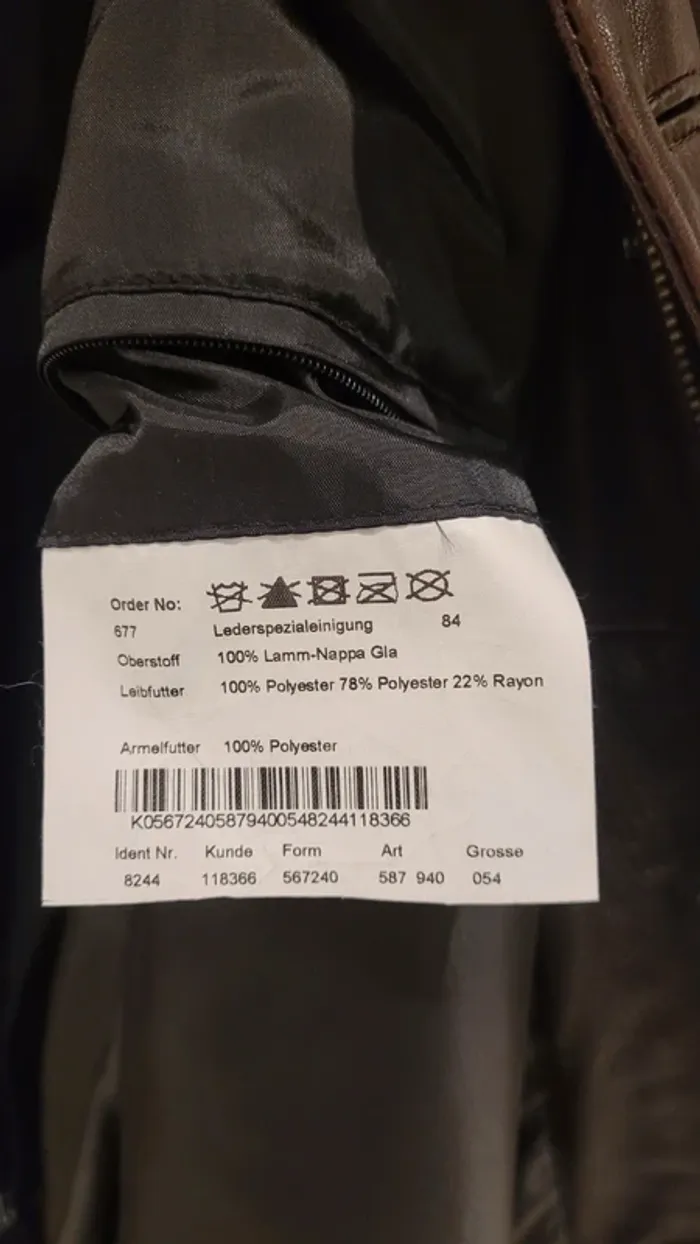 Order No:
677 Lederspezialeinigung 84
Oberstoff 100% Lamm-Nappa Gla
Leibfutter 100% Polyester 78% Polyester 22% Rayon
Armelfutter 100% Polyester
K05672405879400548244118366
Ident Nr. Kunde Form Art Grosse
8244 118366 567240 587 940 054